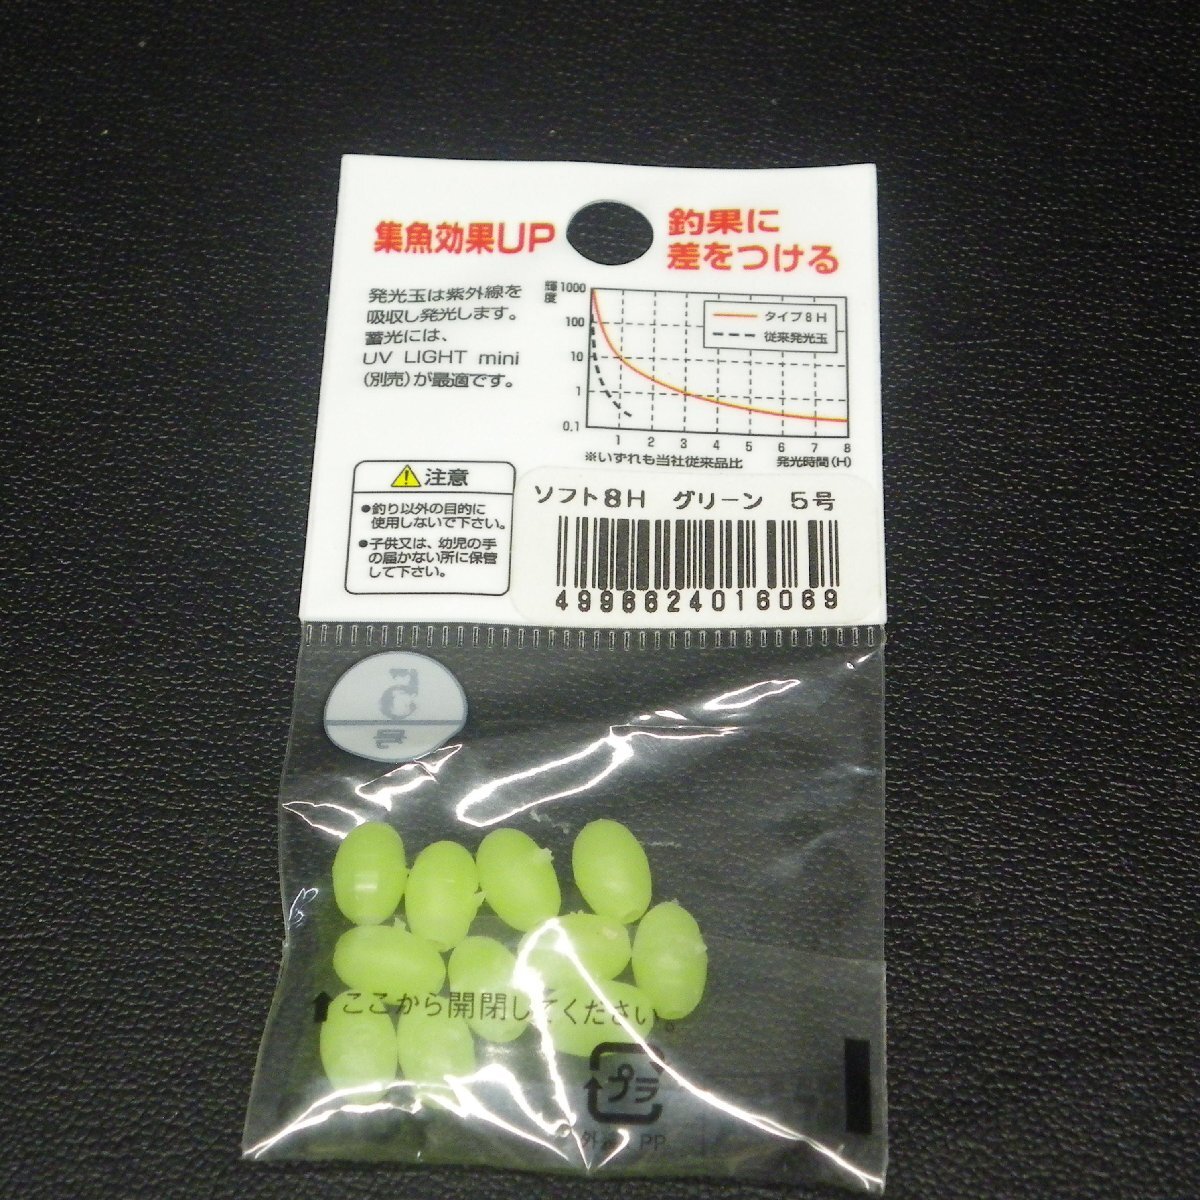 集魚効果UP
釣果に
差をつける
発光玉は紫外線を
吸収し発光します。
蓄光には、
UV LIGHT mini
(別売)が最適です。
輝度
1000
100
10
1
0.1
タイプ8H
従来発光玉
1 2 3 4 5 6 7 8
※いずれも当社従来品比 発光時間(H)
注意
●釣り以外の目的に
使用しないで下さい。
●子供又は、幼児の手
の届かない所に保管
して下さい。
ソフト8H グリーン 5号
4996624016069
5
号
ここから開閉してください。
プラ
PP